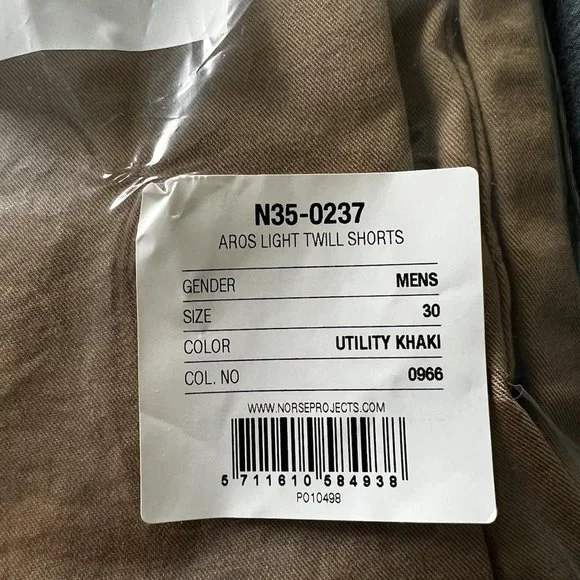 N35-0237
AROS LIGHT TWILL SHORTS
GENDER MENS
SIZE 30
COLOR UTILITY KHAKI
COL. NO 0966
WWW.NORSEPROJECTS.COM
5 711610 584938
PO10498